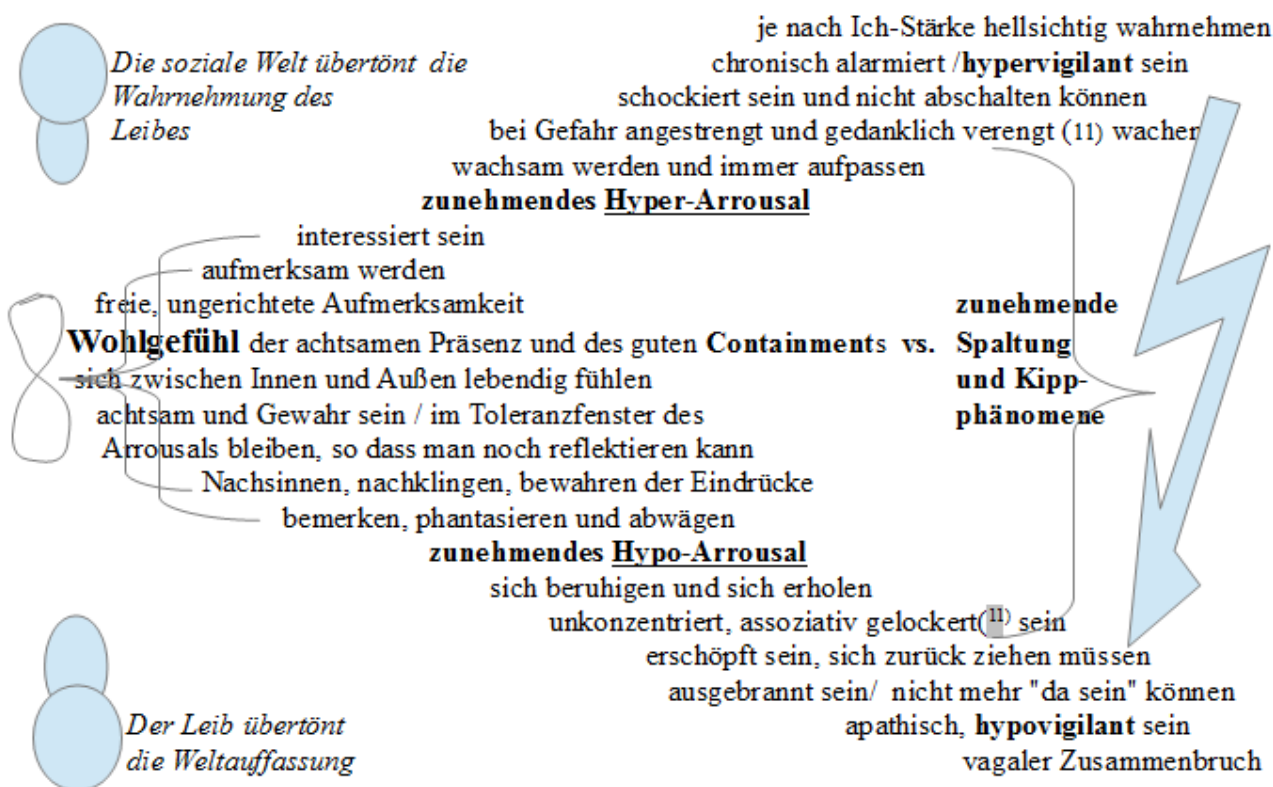 je nach Ich-Stärke hellsichtig wahrnehmen
Die soziale Welt übertönt die
Wahrnehmung des
Leibes
chronisch alarmiert /hypervigilant sein
schockiert sein und nicht abschalten können
bei Gefahr angestrengt und gedanklich verengt (11) wachen
wachsam werden und immer aufpassen
zunehmendes Hyper-Arrousal
interessiert sein
aufmerksam werden
freie, ungerichtete Aufmerksamkeit
Wohlgefühl der achtsamen Präsenz und des guten Containments vs.
sich zwischen Innen und Außen lebendig fühlen
achtsam und Gewahr sein / im Toleranzfenster des
Arrousals bleiben, so dass man noch reflektieren kann
Nachsinnen, nachklingen, bewahren der Eindrücke
bemerken, phantasieren und abwägen
zunehmende
Spaltung
und Kipp-
phänomene
zunehmendes Hypo-Arrousal
sich beruhigen und sich erholen
unkonzentriert, assoziativ gelockert(11) sein
erschöpft sein, sich zurück ziehen müssen
ausgebrannt sein/ nicht mehr "da sein" können
apathisch, hypovigilant sein
vagaler Zusammenbruch
Der Leib übertönt
die Weltauffassung